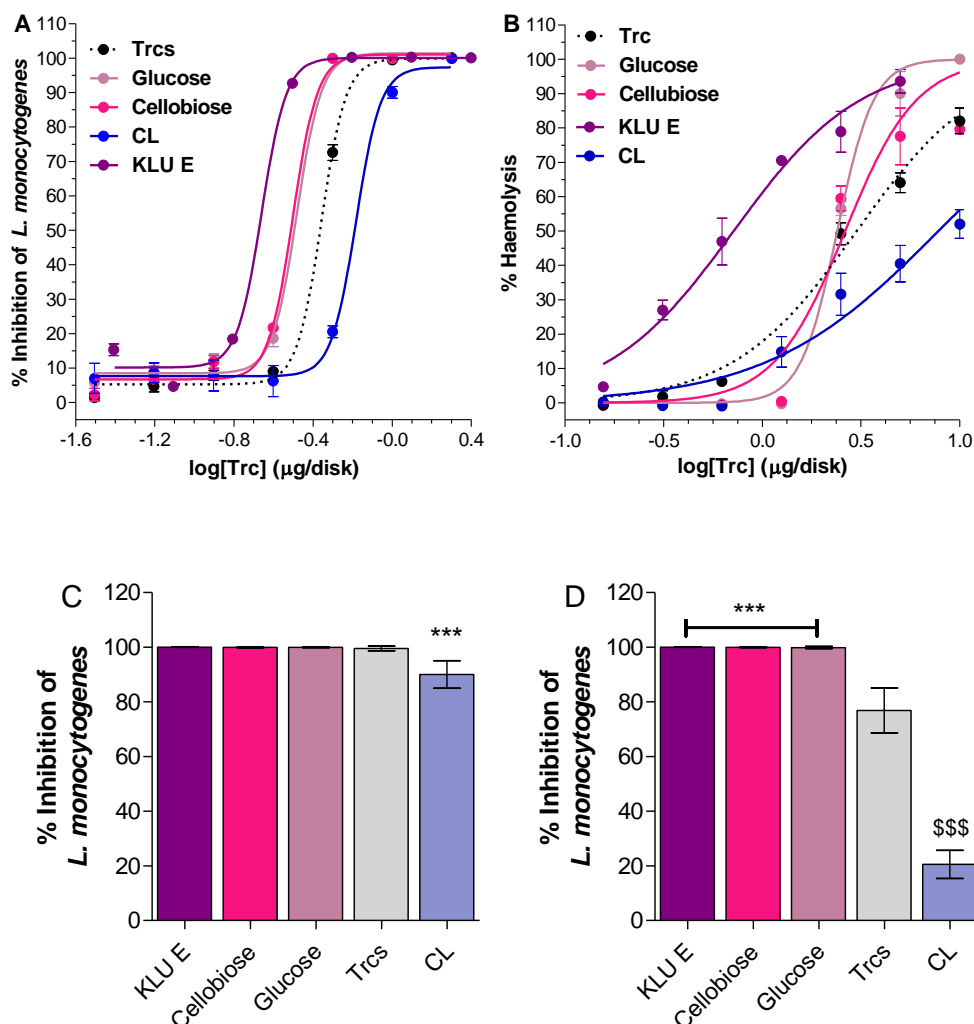 A
% Inhibition of L. monocytogenes
110
100
90
80
70
60
50
40
30
20
10
0
-1.6
-1.2
-0.8
-0.4
-0.0
0.4
log[Trc] (μg/disk)
Trcs
Glucose
Cellobiose
CL
KLU E
B
% Haemolysis
110
100
90
80
70
60
50
40
30
20
10
0
-1.0
-0.5
0.0
0.5
1.0
log[Trc] (μg/disk)
Trc
Glucose
Cellubiose
KLU E
CL
C
% Inhibition of
L. monocytogenes
120
100
80
60
40
20
0
***
KLU E
Cellobiose
Glucose
Trcs
CL
D
% Inhibition of
L. monocytogenes
120
100
80
60
40
20
0
***
$$$
KLU E
Cellobiose
Glucose
Trcs
CL